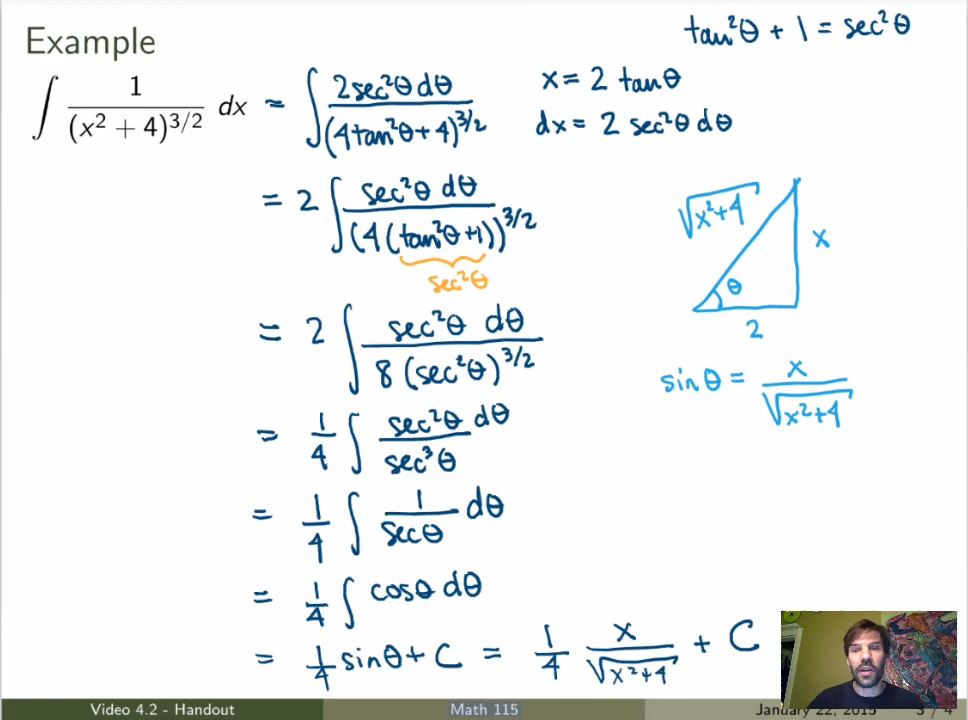 Example
tan²θ + 1 = sec²θ
∫ 1/(x² + 4)^{3/2} dx = ∫ 2sec²θ dθ/(4tan²θ+4)^{3/2}
x = 2 tanθ
dx = 2 sec²θ dθ
= 2 ∫ sec²θ dθ/(4(tan²θ+1))^{3/2}
sec²θ
√x²+4
x
θ
2
= 2 ∫ sec²θ dθ/8(sec²θ)^{3/2}
sinθ = x/√x²+4
= 1/4 ∫ sec²θ/sec³θ dθ
= 1/4 ∫ 1/secθ dθ
= 1/4 ∫ cosθ dθ
= 1/4 sinθ + C = 1/4 x/√x²+4 + C
Video 4.2 - Handout Math 115 January 22, 2015 3 / 4